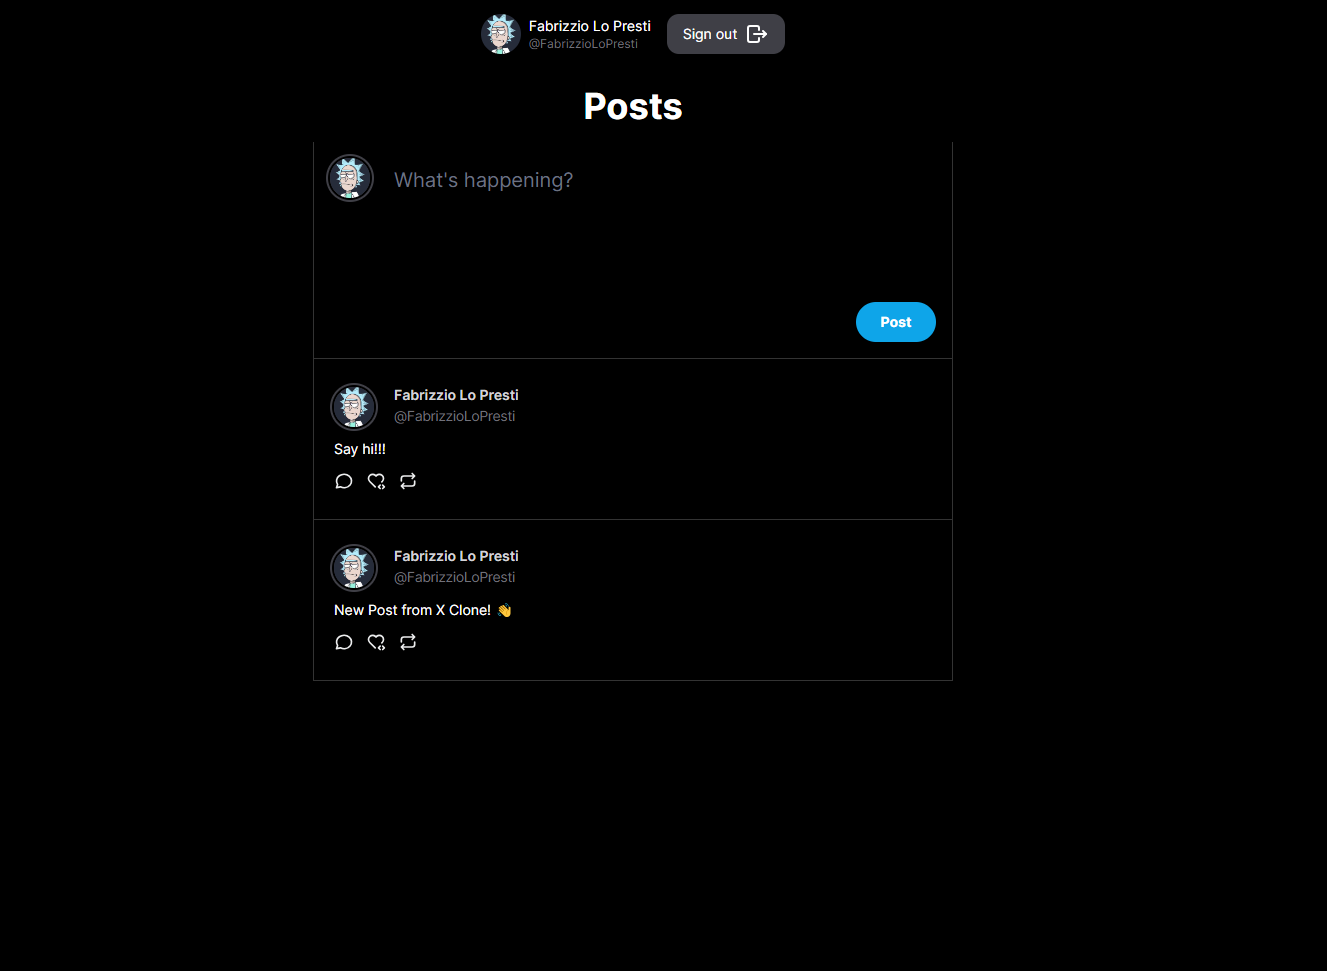 Fabrizzio Lo Presti
@FabrizzioLoPresti
Sign out
Posts
What's happening?
Post
Fabrizzio Lo Presti
@FabrizzioLoPresti
Say hi!!!
Fabrizzio Lo Presti
@FabrizzioLoPresti
New Post from X Clone! 👋